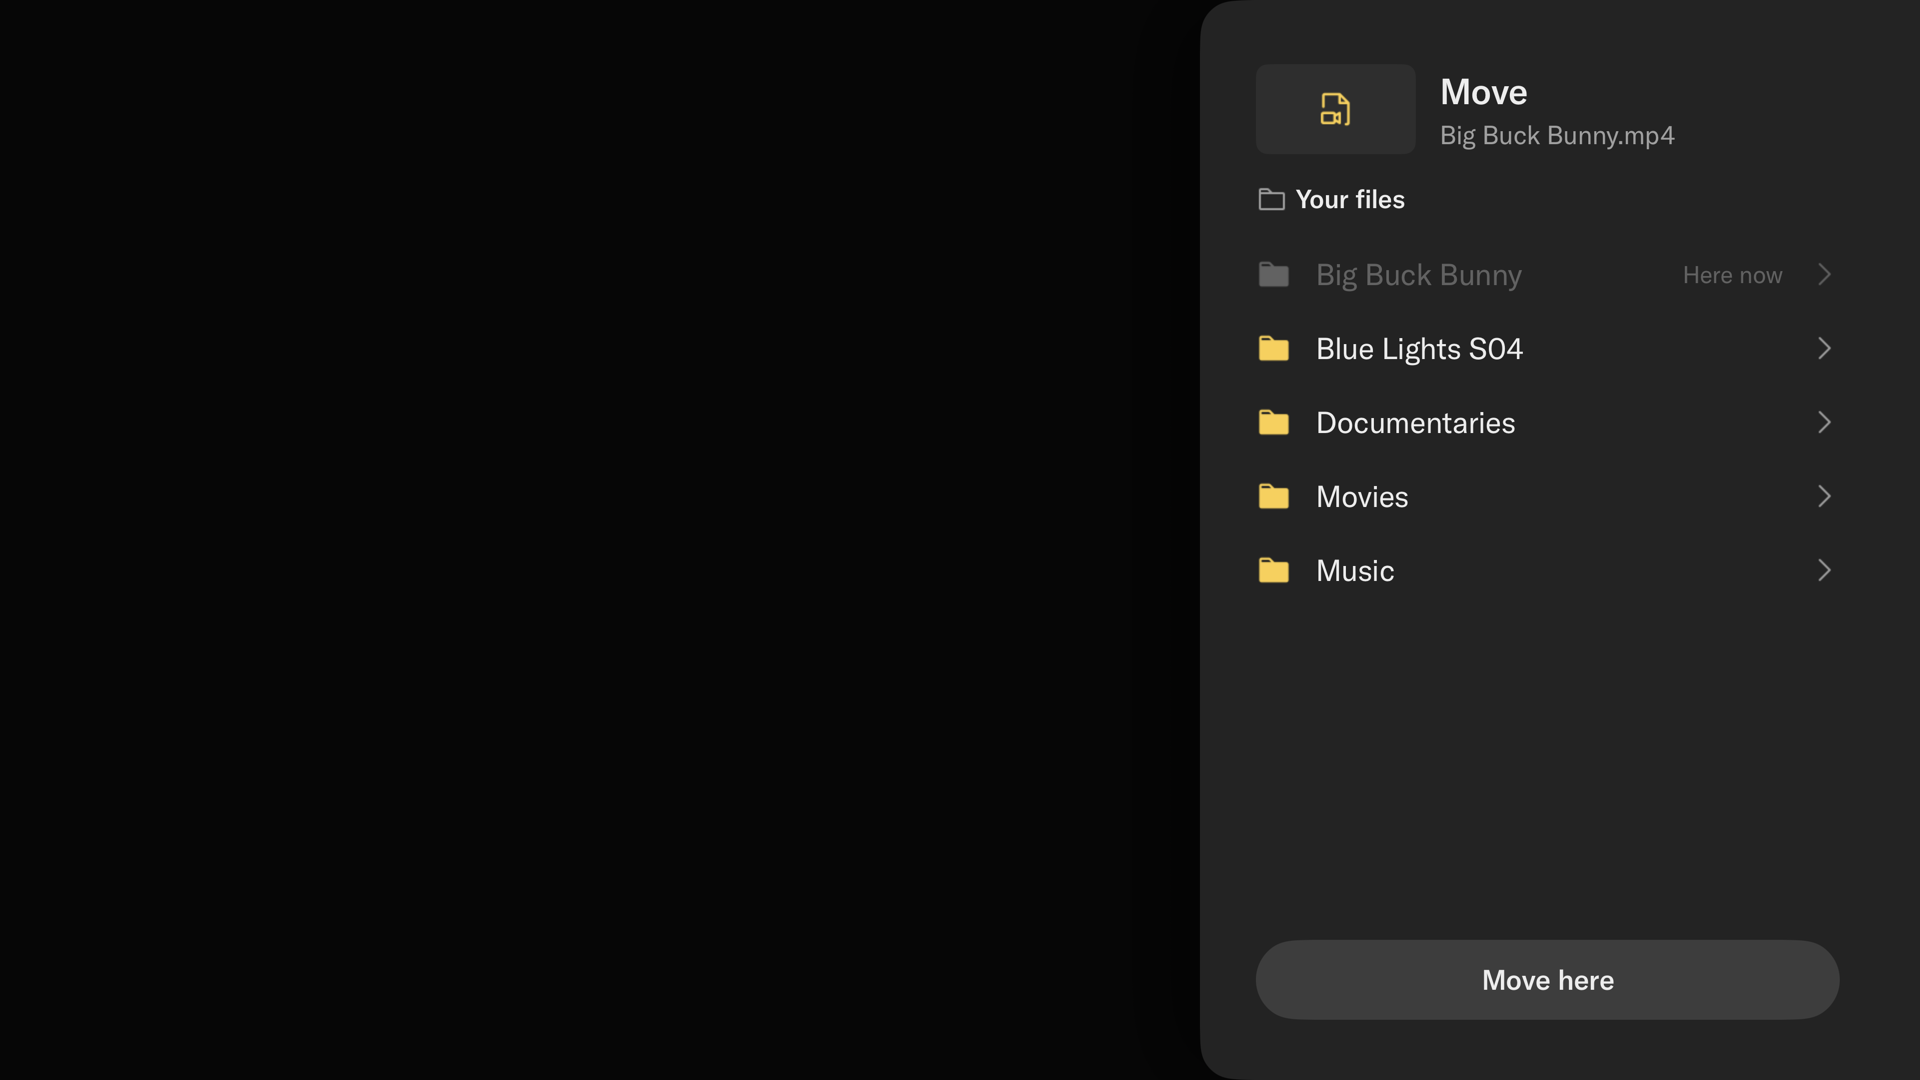 Move
Big Buck Bunny.mp4
Your files
Big Buck Bunny Here now
Blue Lights S04
Documentaries
Movies
Music
Move here